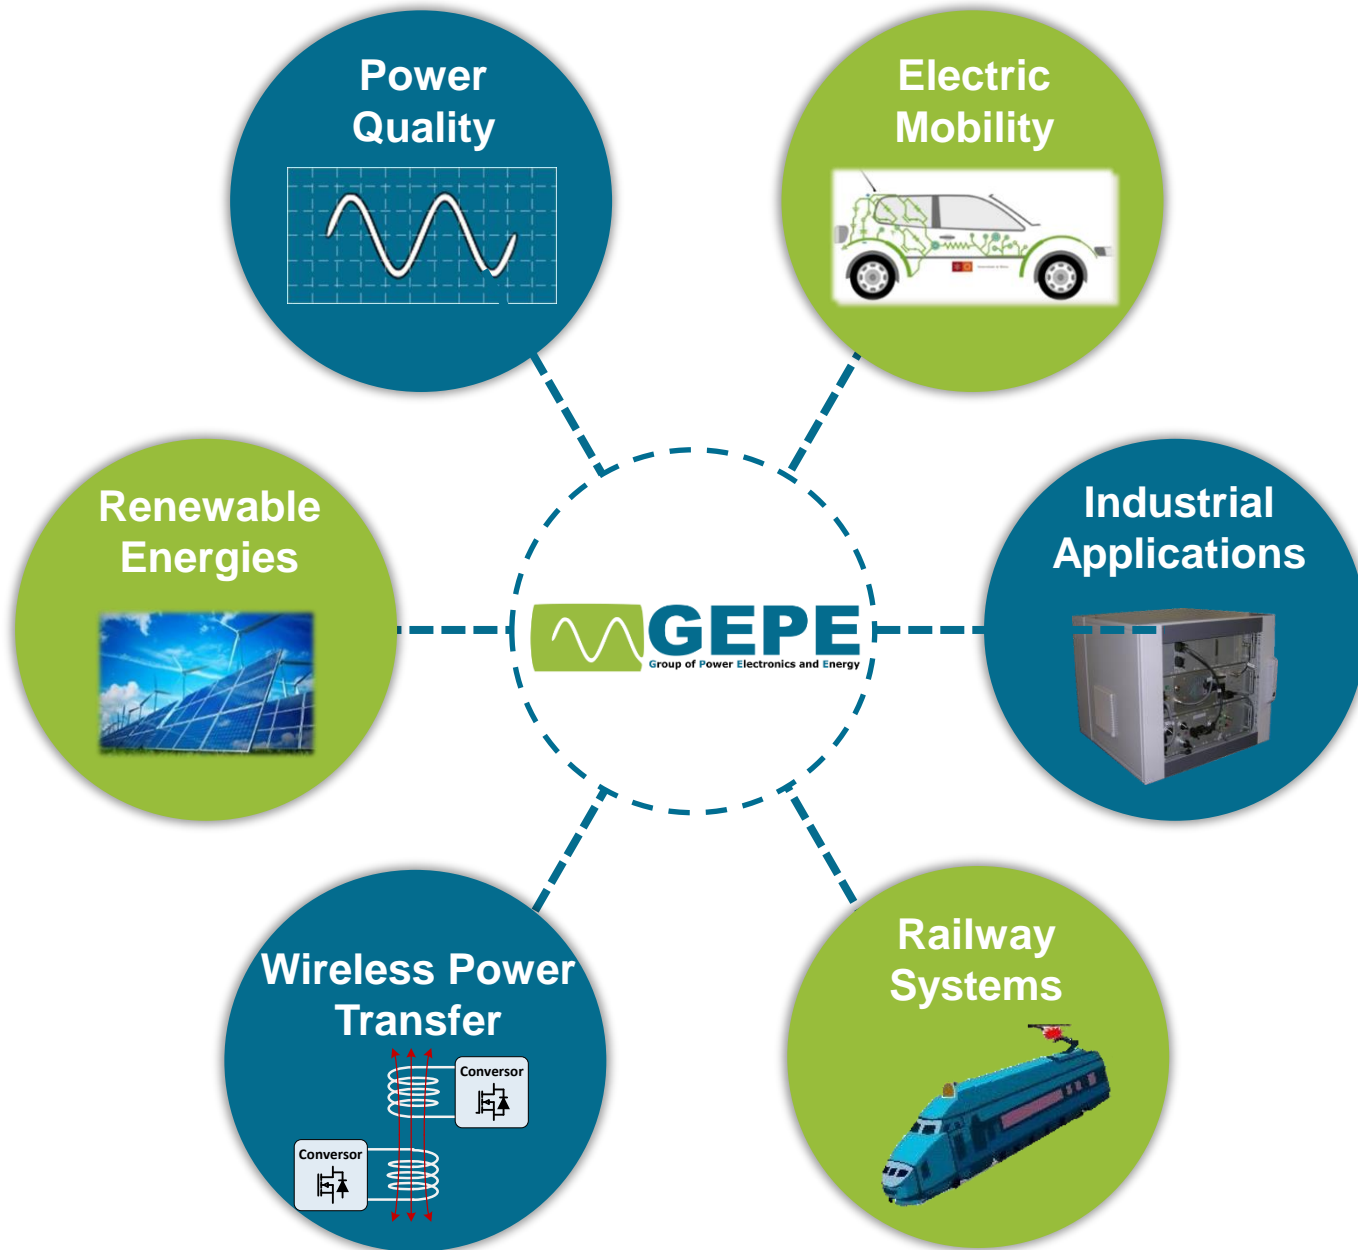 Power
Quality
Electric
Mobility
Renewable
Energies
GEPE
Group of Power Electronics and Energy
Industrial
Applications
Wireless Power
Transfer
Conversor
Conversor
Railway
Systems